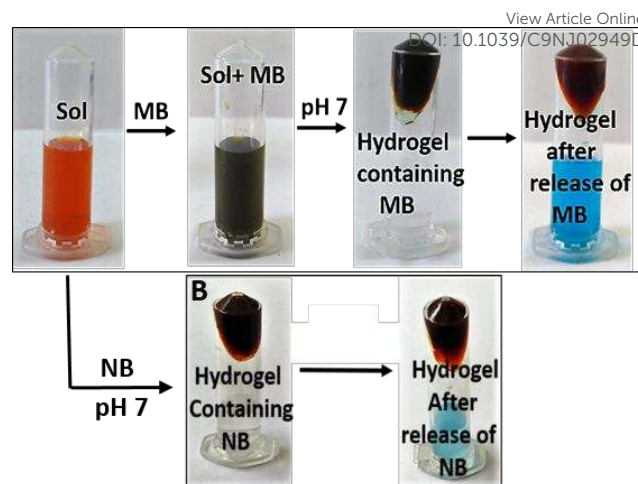 View Article Online
DOI: 10.1039/C9NJ02949D
Sol
MB
Sol+ MB
pH 7
Hydrogel
containing
MB
Hydrogel
after
release of
MB
NB
pH 7
B
Hydrogel
Containing
NB
Hydrogel
After
release of
NB